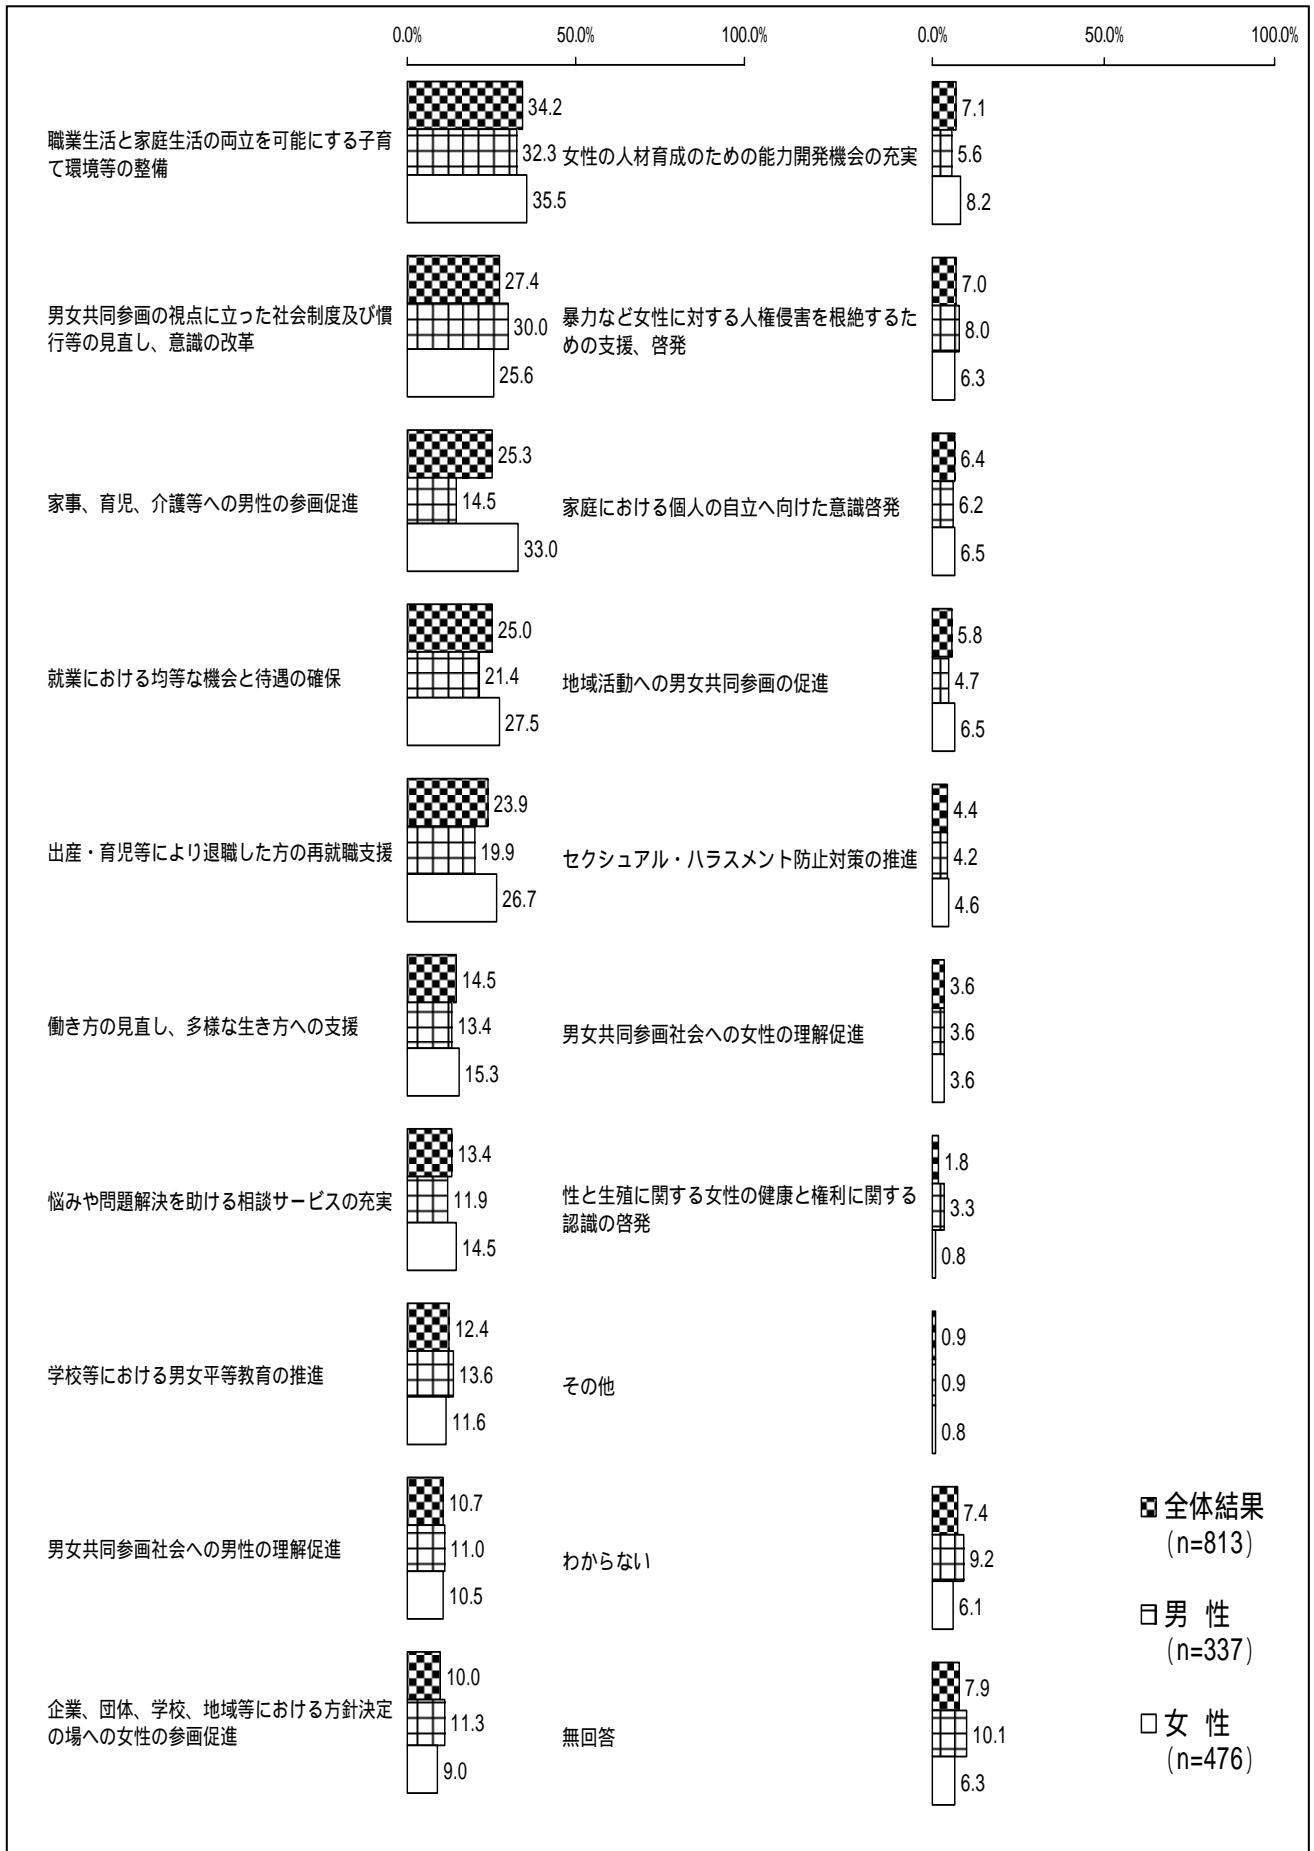 0.0%
50.0%
100.0%
職業生活と家庭生活の両立を可能にする子育
て環境等の整備
34.2
32.3
35.5
男女共同参画の視点に立った社会制度及び慣
行等の見直し、意識の改革
27.4
30.0
25.6
家事、育児、介護等への男性の参画促進
25.3
14.5
33.0
就業における均等な機会と待遇の確保
25.0
21.4
27.5
出産・育児等により退職した方の再就職支援
23.9
19.9
26.7
働き方の見直し、多様な生き方への支援
14.5
13.4
15.3
悩みや問題解決を助ける相談サービスの充実
13.4
11.9
14.5
学校等における男女平等教育の推進
12.4
13.6
11.6
男女共同参画社会への男性の理解促進
10.7
11.0
10.5
企業、団体、学校、地域等における方針決定
の場への女性の参画促進
10.0
11.3
9.0
0.0%
50.0%
100.0%
女性の人材育成のための能力開発機会の充実
7.1
5.6
8.2
暴力など女性に対する人権侵害を根絶するた
めの支援、啓発
7.0
8.0
6.3
家庭における個人の自立へ向けた意識啓発
6.4
6.2
6.5
地域活動への男女共同参画の促進
5.8
4.7
6.5
セクシュアル・ハラスメント防止対策の推進
4.4
4.2
4.6
男女共同参画社会への女性の理解促進
3.6
3.6
3.6
性と生殖に関する女性の健康と権利に関する
認識の啓発
1.8
3.3
0.8
その他
0.9
0.9
0.8
わからない
7.4
9.2
6.1
無回答
7.9
10.1
6.3
全体結果
(n=813)
男 性
(n=337)
女 性
(n=476)